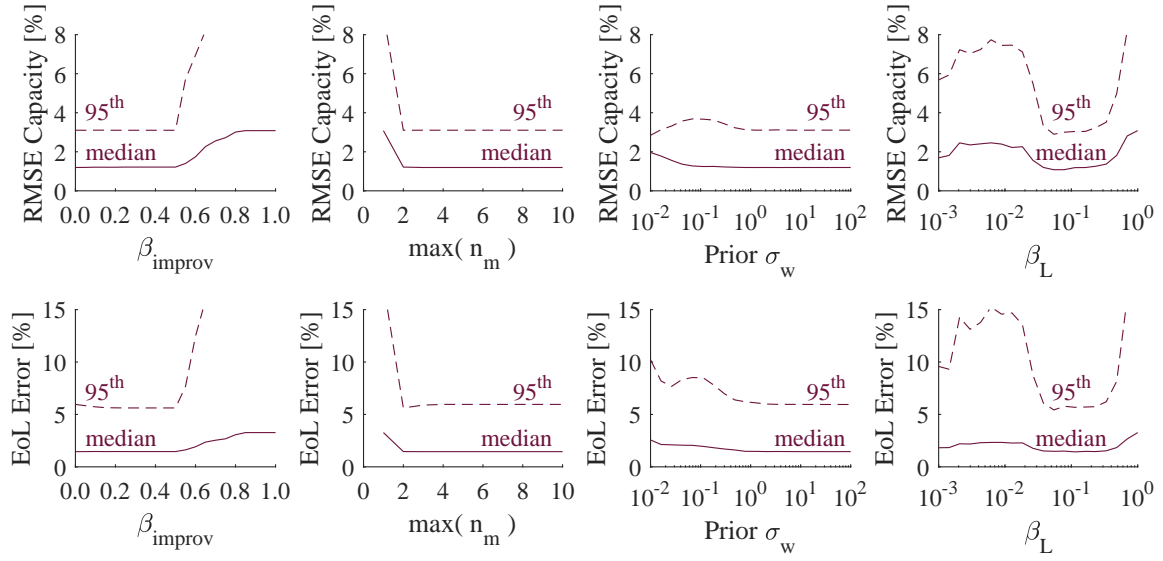 RMSE Capacity [%]
8
6
4
2
0
95th
median
0.0 0.2 0.4 0.6 0.8 1.0
βimprov
RMSE Capacity [%]
8
6
4
2
0
95th
median
0 2 4 6 8 10
max( nm )
RMSE Capacity [%]
8
6
4
2
0
95th
median
10-2 10-1 100 101 102
Prior σw
RMSE Capacity [%]
8
6
4
2
0
95th
median
10-3 10-2 10-1 100
βL
EoL Error [%]
15
10
5
0
95th
median
0.0 0.2 0.4 0.6 0.8 1.0
βimprov
EoL Error [%]
15
10
5
0
95th
median
0 2 4 6 8 10
max( nm )
EoL Error [%]
15
10
5
0
95th
median
10-2 10-1 100 101 102
Prior σw
EoL Error [%]
15
10
5
0
95th
median
10-3 10-2 10-1 100
βL